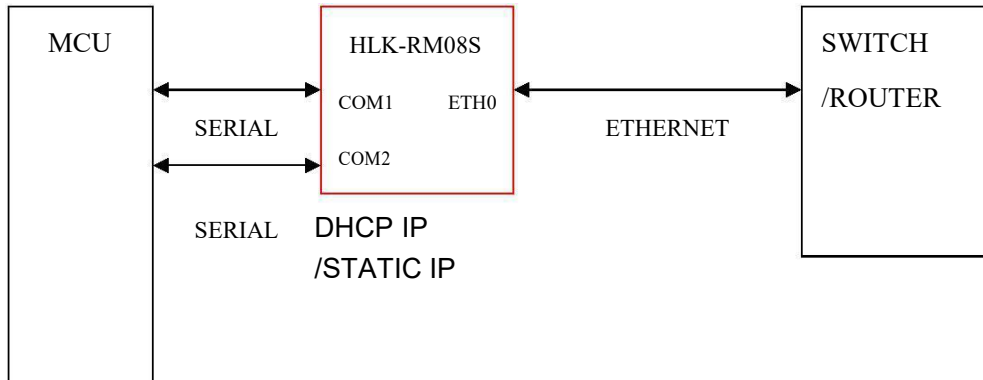 MCU
HLK-RM08S
SWITCH
/ROUTER
COM1
ETH0
SERIAL
ETHERNET
COM2
SERIAL
DHCP IP
/STATIC IP